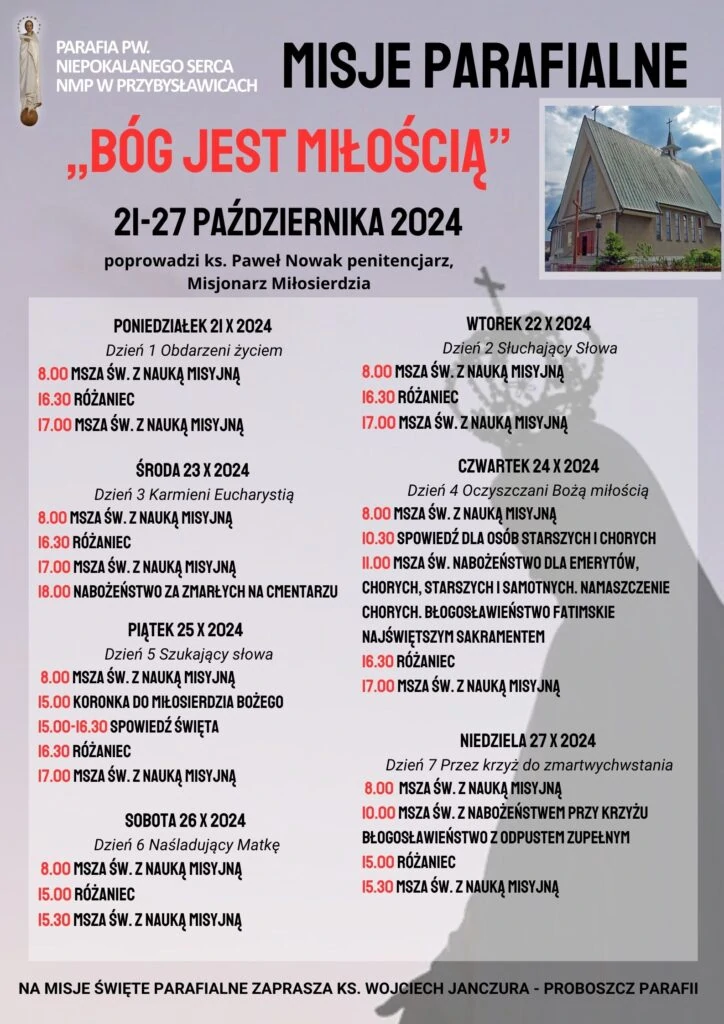 PARAFIA PW.
NIEPOKALANEGO SERCA
NMP W PRZYBYSŁAWICACH
MISJE PARAFIALNE
„BÓG JEST MIŁOŚCIĄ”
21-27 PAŹDZIERNIKA 2024
poprowadzi ks. Paweł Nowak penitencjarz,
Misjonarz Miłosierdzia
PONIEDZIAŁEK 21 X 2024
Dzień 1 Obdarzeni życiem
8.00 MSZA ŚW. Z NAUKĄ MISYJNĄ
16.30 RÓŻANIEC
17.00 MSZA ŚW. Z NAUKĄ MISYJNĄ
WTOREK 22 X 2024
Dzień 2 Słuchający Słowa
8.00 MSZA ŚW. Z NAUKĄ MISYJNĄ
16.30 RÓŻANIEC
17.00 MSZA ŚW. Z NAUKĄ MISYJNĄ
ŚRODA 23 X 2024
Dzień 3 Karmieni Eucharystią
8.00 MSZA ŚW. Z NAUKĄ MISYJNĄ
16.30 RÓŻANIEC
17.00 MSZA ŚW. Z NAUKĄ MISYJNĄ
18.00 NABOŻEŃSTWO ZA ZMARŁYCH NA CMENTARZU
CZWARTEK 24 X 2024
Dzień 4 Oczyszczani Bożą miłością
8.00 MSZA ŚW. Z NAUKĄ MISYJNĄ
10.30 SPOWIEDŹ DLA OSÓB STARSZYCH I CHORYCH
11.00 MSZA ŚW. NABOŻEŃSTWO DLA EMERYTÓW,
CHORYCH, STARSZYCH I SAMOTNYCH. NAMASZCZENIE
CHORYCH. BŁOGOSŁAWIEŃSTWO FATIMSKIE
NAJŚWIĘTSZYM SAKRAMENTEM
16.30 RÓŻANIEC
17.00 MSZA ŚW. Z NAUKĄ MISYJNĄ
PIĄTEK 25 X 2024
Dzień 5 Szukający słowa
8.00 MSZA ŚW. Z NAUKĄ MISYJNĄ
15.00 KORONKA DO MIŁOSIERDZIA BOŻEGO
15.00-16.30 SPOWIEDŹ ŚWIĘTA
16.30 RÓŻANIEC
17.00 MSZA ŚW. Z NAUKĄ MISYJNĄ
SOBOTA 26 X 2024
Dzień 6 Naśladujący Matkę
8.00 MSZA ŚW. Z NAUKĄ MISYJNĄ
15.00 RÓŻANIEC
15.30 MSZA ŚW. Z NAUKĄ MISYJNĄ
NIEDZIELA 27 X 2024
Dzień 7 Przez krzyż do zmartwychwstania
8.00 MSZA ŚW. Z NAUKĄ MISYJNĄ
10.00 MSZA ŚW. Z NABOŻEŃSTWEM PRZY KRZYŻU
BŁOGOSŁAWIEŃSTWO Z ODPUSTEM ZUPEŁNYM
15.00 RÓŻANIEC
15.30 MSZA ŚW. Z NAUKĄ MISYJNĄ
NA MISJE ŚWIĘTE PARAFIALNE ZAPRASZA KS. WOJCIECH JANCZURA - PROBOSZCZ PARAFII